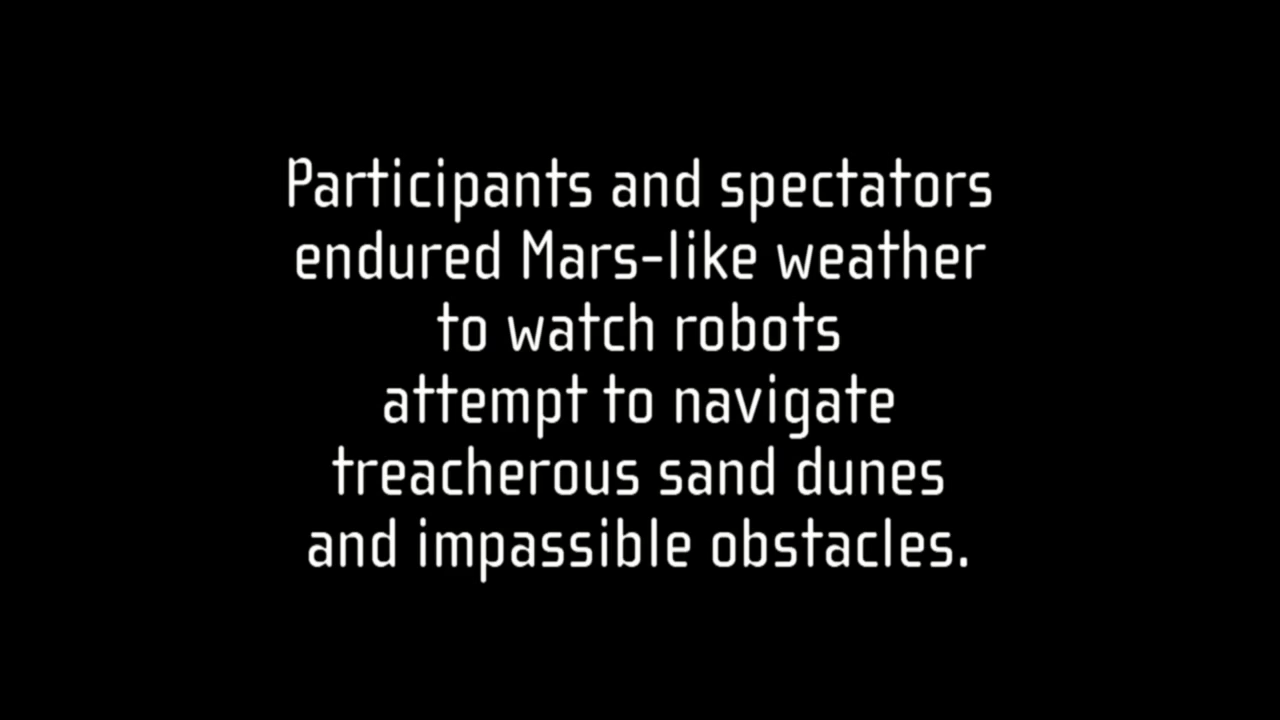 Participants and spectators
endured Mars-like weather
to watch robots
attempt to navigate
treacherous sand dunes
and impassible obstacles.